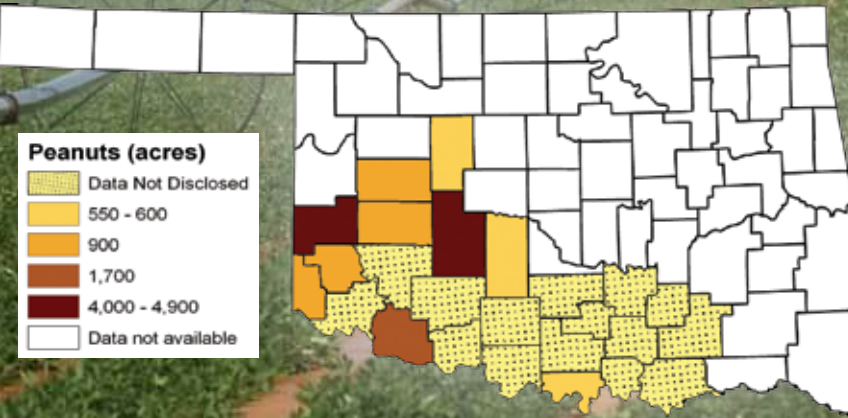 Peanuts (acres)
Data Not Disclosed
550 - 600
900
1,700
4,000 - 4,900
Data not available